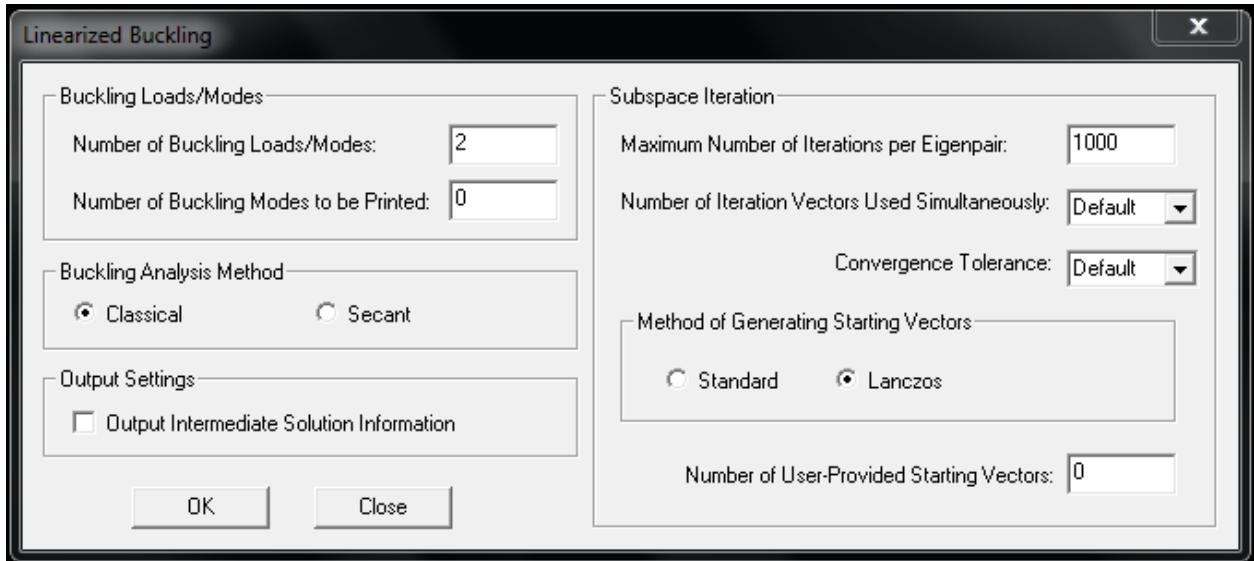 Linearized Buckling
x
Buckling Loads/Modes
Number of Buckling Loads/Modes: 2
Number of Buckling Modes to be Printed: 0
Buckling Analysis Method
Classical Secant
Output Settings
Output Intermediate Solution Information
OK Close
Subspace Iteration
Maximum Number of Iterations per Eigenpair: 1000
Number of Iteration Vectors Used Simultaneously: Default
Convergence Tolerance: Default
Method of Generating Starting Vectors
Standard Lanczos
Number of User-Provided Starting Vectors: 0